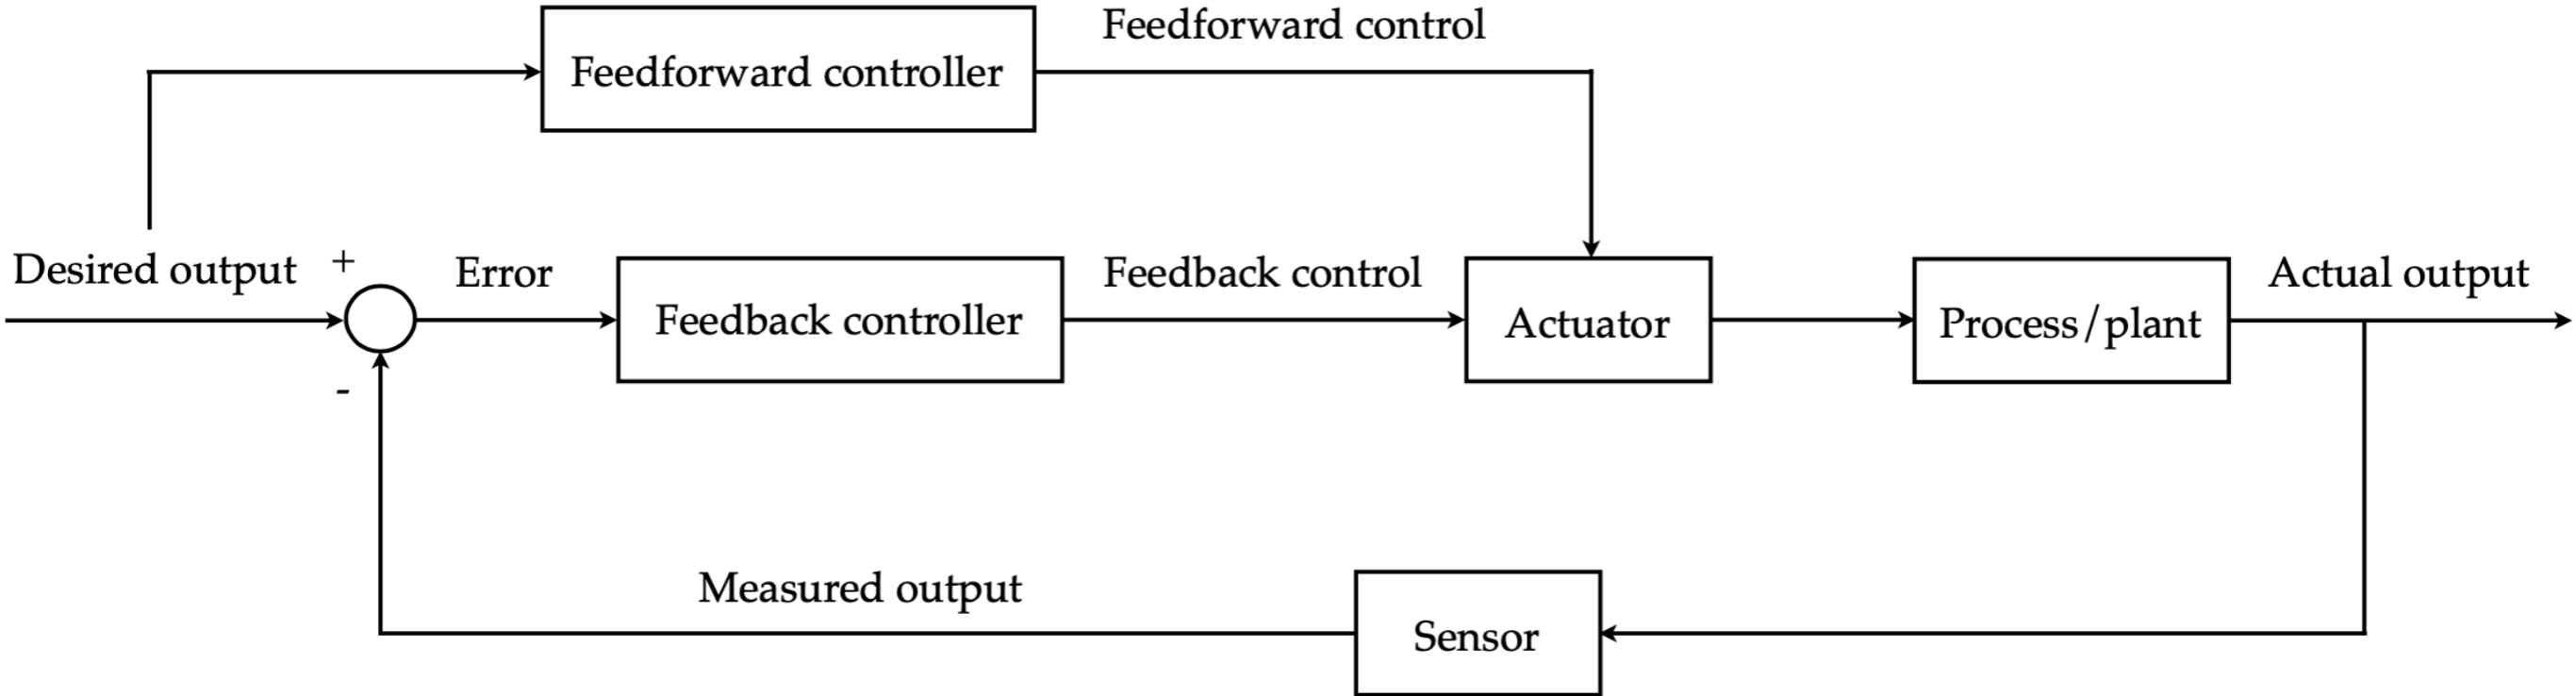 Feedforward control
Feedforward controller
Desired output
+
Error
Feedback controller
Feedback control
Actuator
Process/plant
Actual output
-
Measured output
Sensor